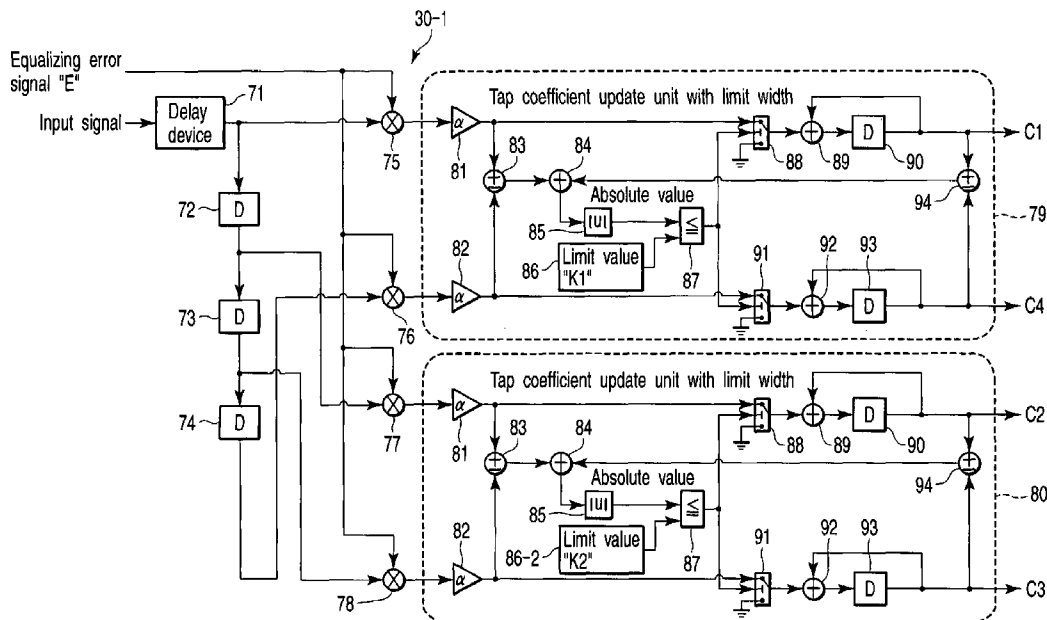 30-1
Equalizing error
signal "E"
71
Delay
device
Input signal
75
Tap coefficient update unit with limit width
α
81
83
84
88
89
D
90
C1
Absolute value
|u|
85
≦
87
94
79
72
D
82
α
86
Limit value
"K1"
91
92
93
D
C4
73
D
76
74
D
77
Tap coefficient update unit with limit width
α
81
83
84
88
89
D
90
C2
Absolute value
|u|
85
≦
87
94
80
82
α
86-2
Limit value
"K2"
91
92
93
D
C3
78